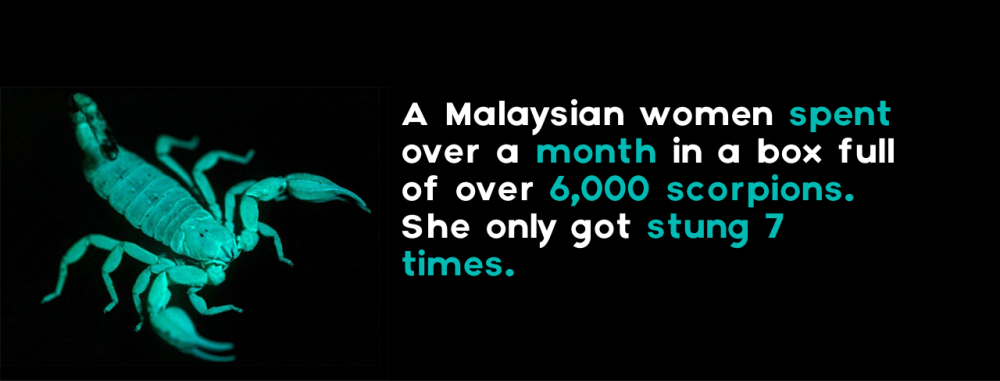 A Malaysian women spent
over a month in a box full
of over 6,000 scorpions.
She only got stung 7
times.